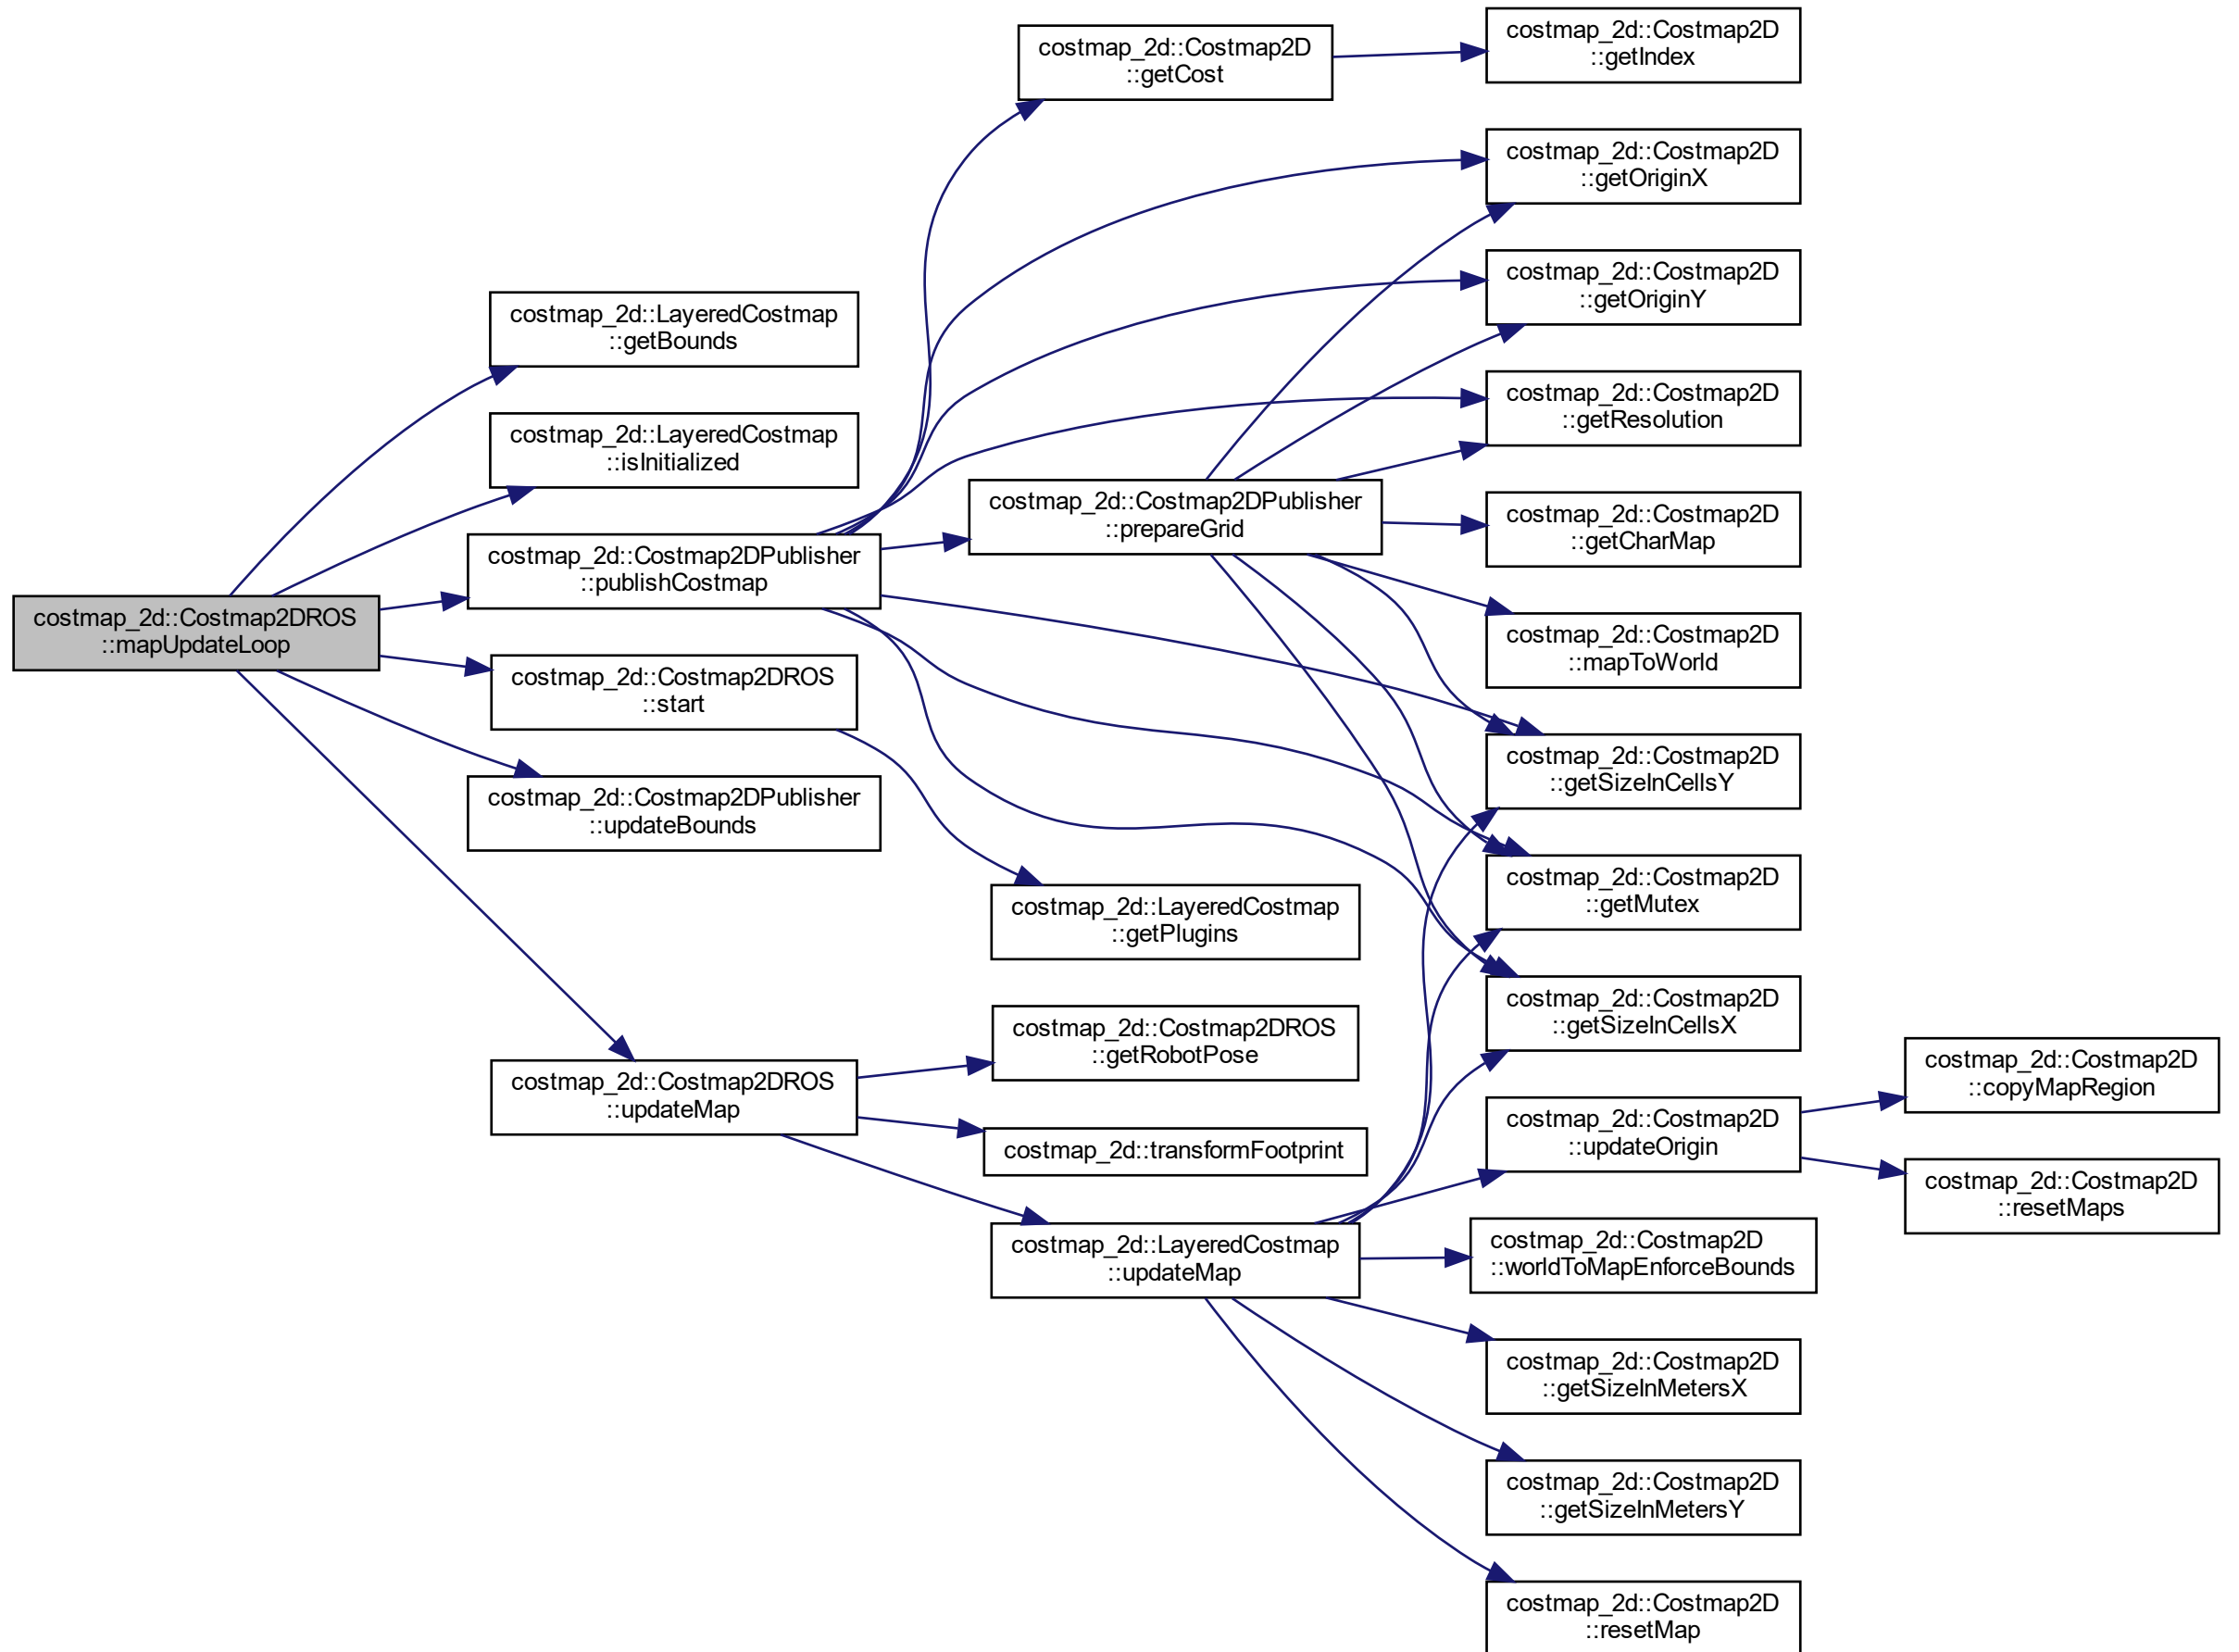 costmap_2d::Costmap2DROS
::mapUpdateLoop
costmap_2d::LayeredCostmap
::getBounds
costmap_2d::LayeredCostmap
::isInitialized
costmap_2d::Costmap2DPublisher
::publishCostmap
costmap_2d::Costmap2DROS
::start
costmap_2d::Costmap2DPublisher
::updateBounds
costmap_2d::Costmap2DROS
::updateMap
costmap_2d::Costmap2D
::getCost
costmap_2d::Costmap2DPublisher
::prepareGrid
costmap_2d::LayeredCostmap
::getPlugins
costmap_2d::Costmap2DROS
::getRobotPose
costmap_2d::transformFootprint
costmap_2d::LayeredCostmap
::updateMap
costmap_2d::Costmap2D
::getIndex
costmap_2d::Costmap2D
::getOriginX
costmap_2d::Costmap2D
::getOriginY
costmap_2d::Costmap2D
::getResolution
costmap_2d::Costmap2D
::getCharMap
costmap_2d::Costmap2D
::mapToWorld
costmap_2d::Costmap2D
::getSizeInCellsY
costmap_2d::Costmap2D
::getMutex
costmap_2d::Costmap2D
::getSizeInCellsX
costmap_2d::Costmap2D
::updateOrigin
costmap_2d::Costmap2D
::worldToMapEnforceBounds
costmap_2d::Costmap2D
::getSizeInMetersX
costmap_2d::Costmap2D
::getSizeInMetersY
costmap_2d::Costmap2D
::resetMap
costmap_2d::Costmap2D
::copyMapRegion
costmap_2d::Costmap2D
::resetMaps